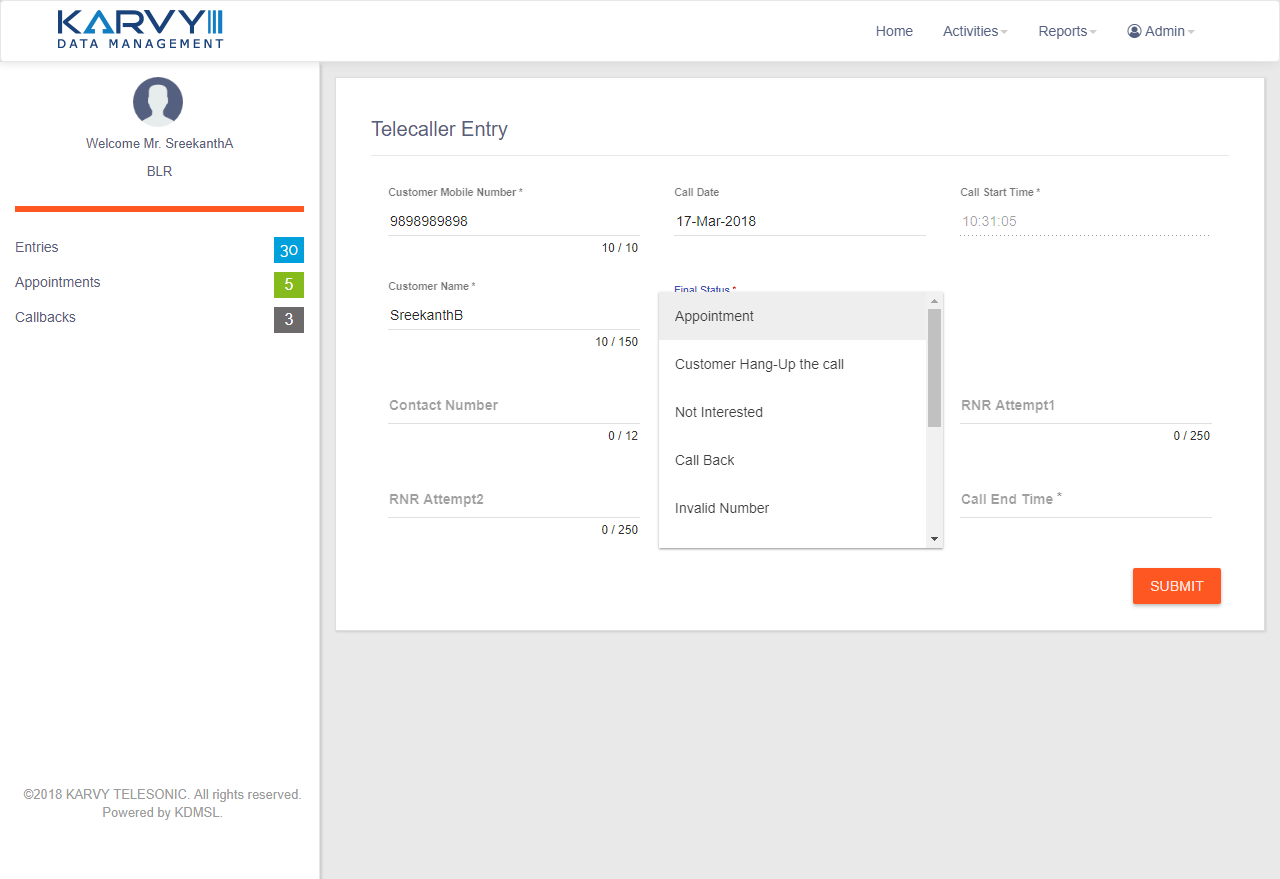 KARVY
DATA MANAGEMENT
Home Activities Reports Admin
Welcome Mr. SreekanthA
BLR
Entries 30
Appointments 5
Callbacks 3
©2018 KARVY TELESONIC. All rights reserved.
Powered by KDMSL.
Telecaller Entry
Customer Mobile Number * Call Date Call Start Time *
9898989898 17-Mar-2018 10:31:05
10 / 10
Customer Name * Final Status *
SreekanthB
10 / 150
Appointment
Customer Hang-Up the call
Not Interested
Call Back
Invalid Number
Contact Number RNR Attempt1
0 / 12 0 / 250
RNR Attempt2 Call End Time *
0 / 250
SUBMIT